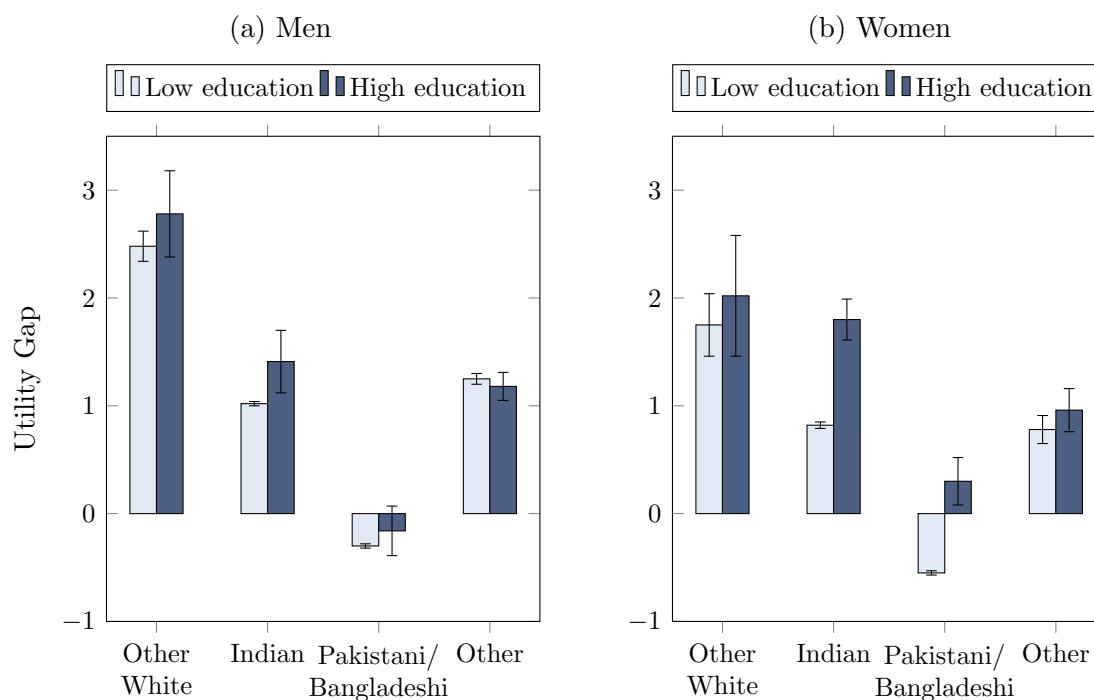 (a) Men
Low education High education
Utility Gap
3
2
1
0
−1
Other White
Indian
Pakistani/ Bangladeshi
Other
(b) Women
Low education High education
3
2
1
0
−1
Other White
Indian
Pakistani/ Bangladeshi
Other